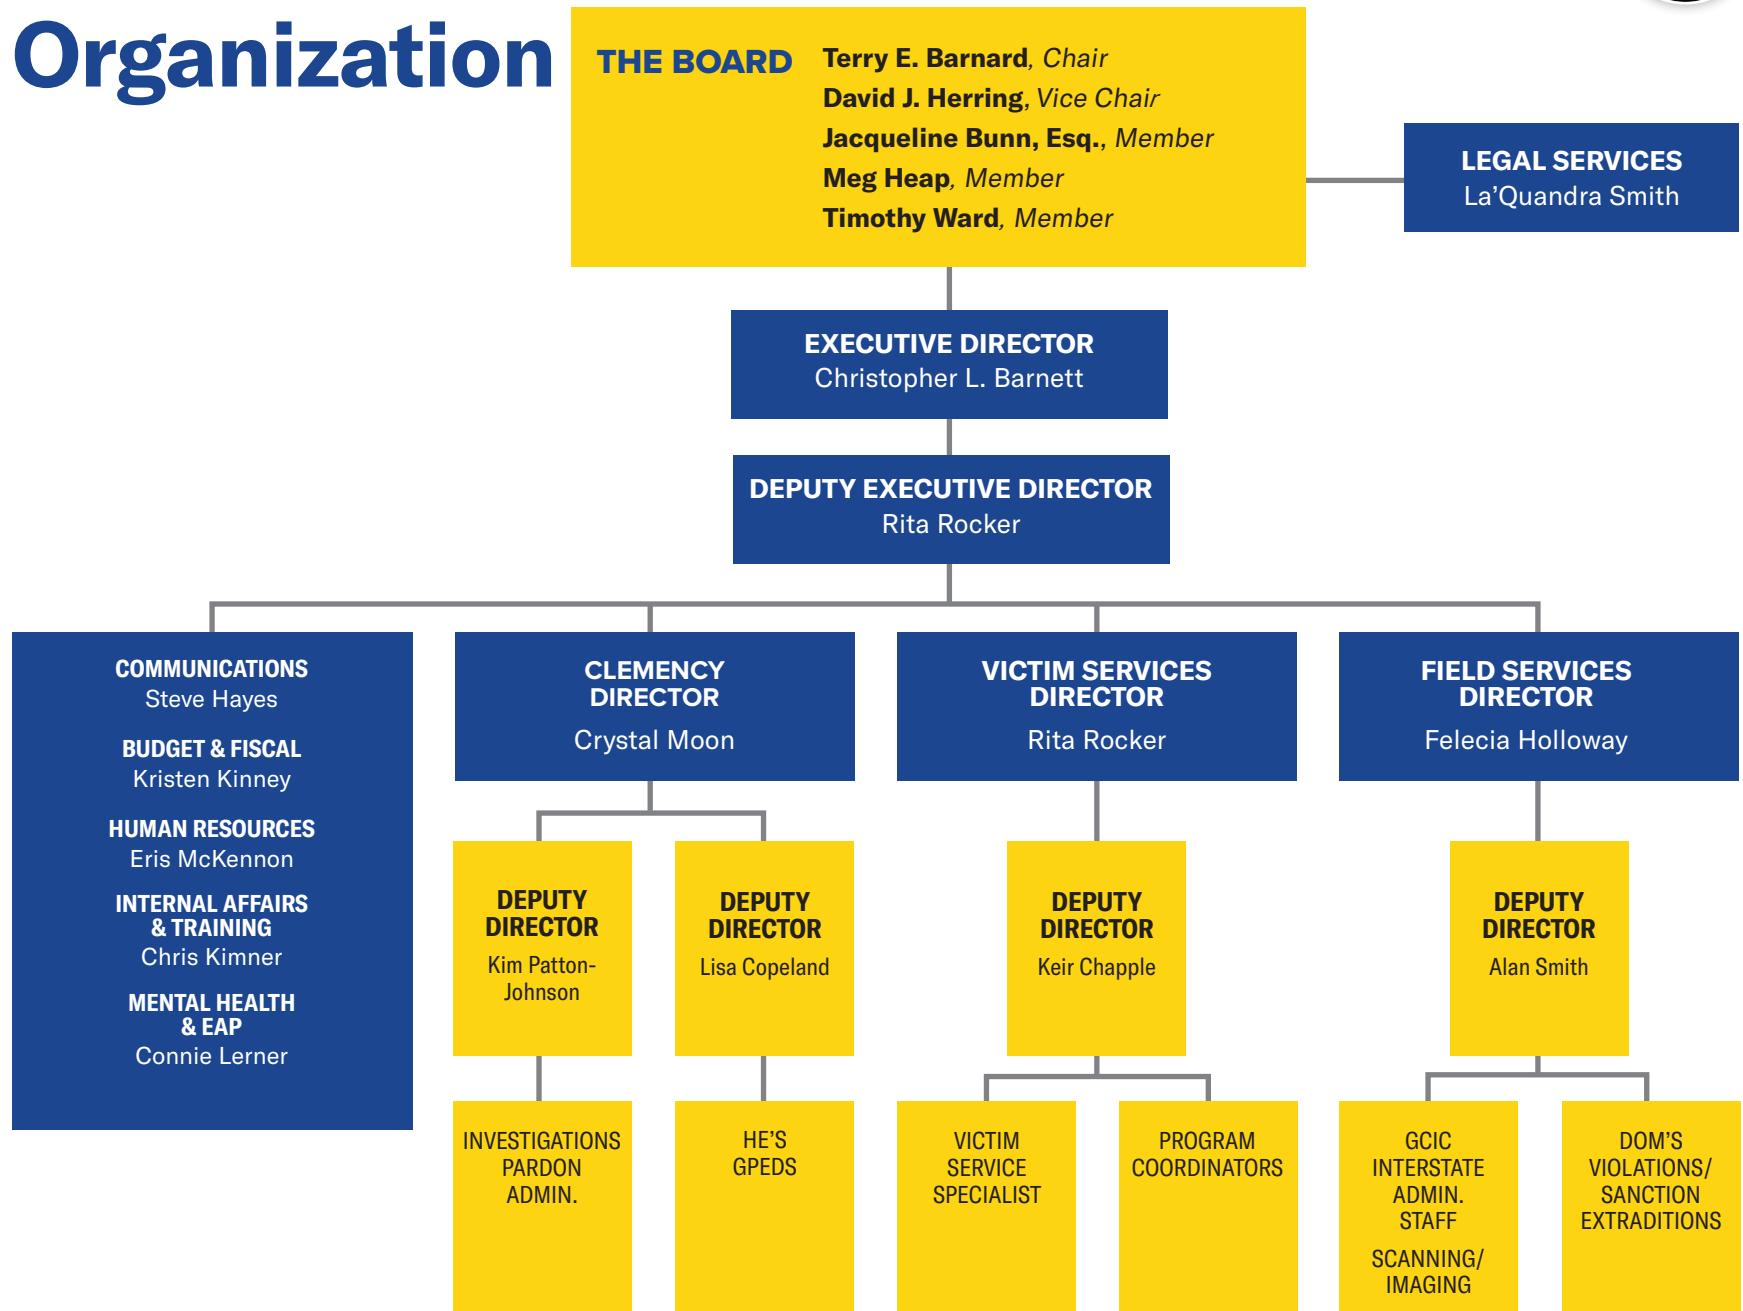 Organization
THE BOARD
Terry E. Barnard, Chair
David J. Herring, Vice Chair
Jacqueline Bunn, Esq., Member
Meg Heap, Member
Timothy Ward, Member
LEGAL SERVICES
La’Quandra Smith
EXECUTIVE DIRECTOR
Christopher L. Barnett
DEPUTY EXECUTIVE DIRECTOR
Rita Rocker
COMMUNICATIONS
Steve Hayes
BUDGET & FISCAL
Kristen Kinney
HUMAN RESOURCES
Eris McKennon
INTERNAL AFFAIRS
& TRAINING
Chris Kimner
MENTAL HEALTH
& EAP
Connie Lerner
CLEMENCY
DIRECTOR
Crystal Moon
VICTIM SERVICES
DIRECTOR
Rita Rocker
FIELD SERVICES
DIRECTOR
Felecia Holloway
DEPUTY
DIRECTOR
Kim Patton-
Johnson
DEPUTY
DIRECTOR
Lisa Copeland
DEPUTY
DIRECTOR
Keir Chapple
DEPUTY
DIRECTOR
Alan Smith
INVESTIGATIONS
PARDON
ADMIN.
HE’S
GPEDS
VICTIM
SERVICE
SPECIALIST
PROGRAM
COORDINATORS
GCIC
INTERSTATE
ADMIN.
STAFF
SCANNING/
IMAGING
DOM’S
VIOLATIONS/
SANCTION
EXTRADITIONS